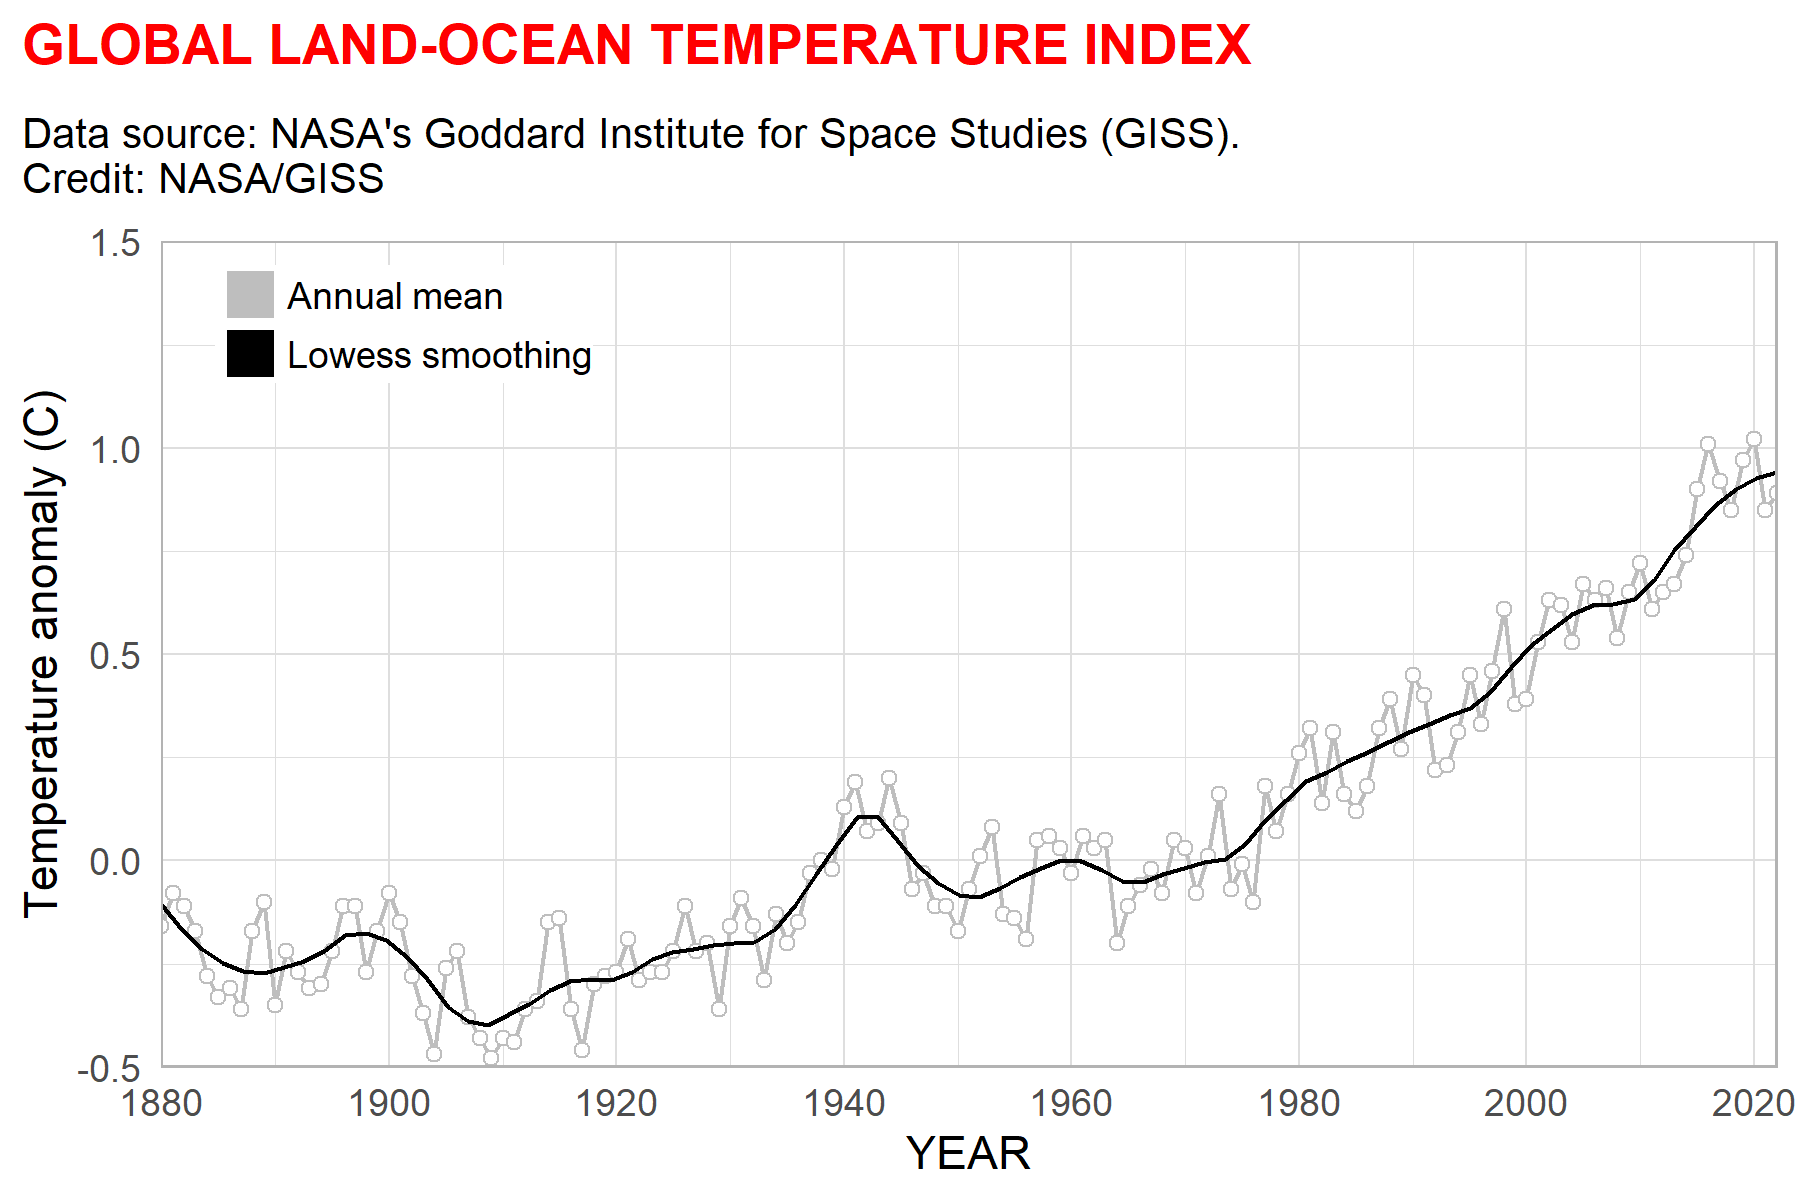 GLOBAL LAND-OCEAN TEMPERATURE INDEX
Data source: NASA's Goddard Institute for Space Studies (GISS).
Credit: NASA/GISS
1.5
1.0
0.5
0.0
-0.5
Temperature anomaly (C)
Annual mean
Lowess smoothing
1880 1900 1920 1940 1960 1980 2000 2020
YEAR